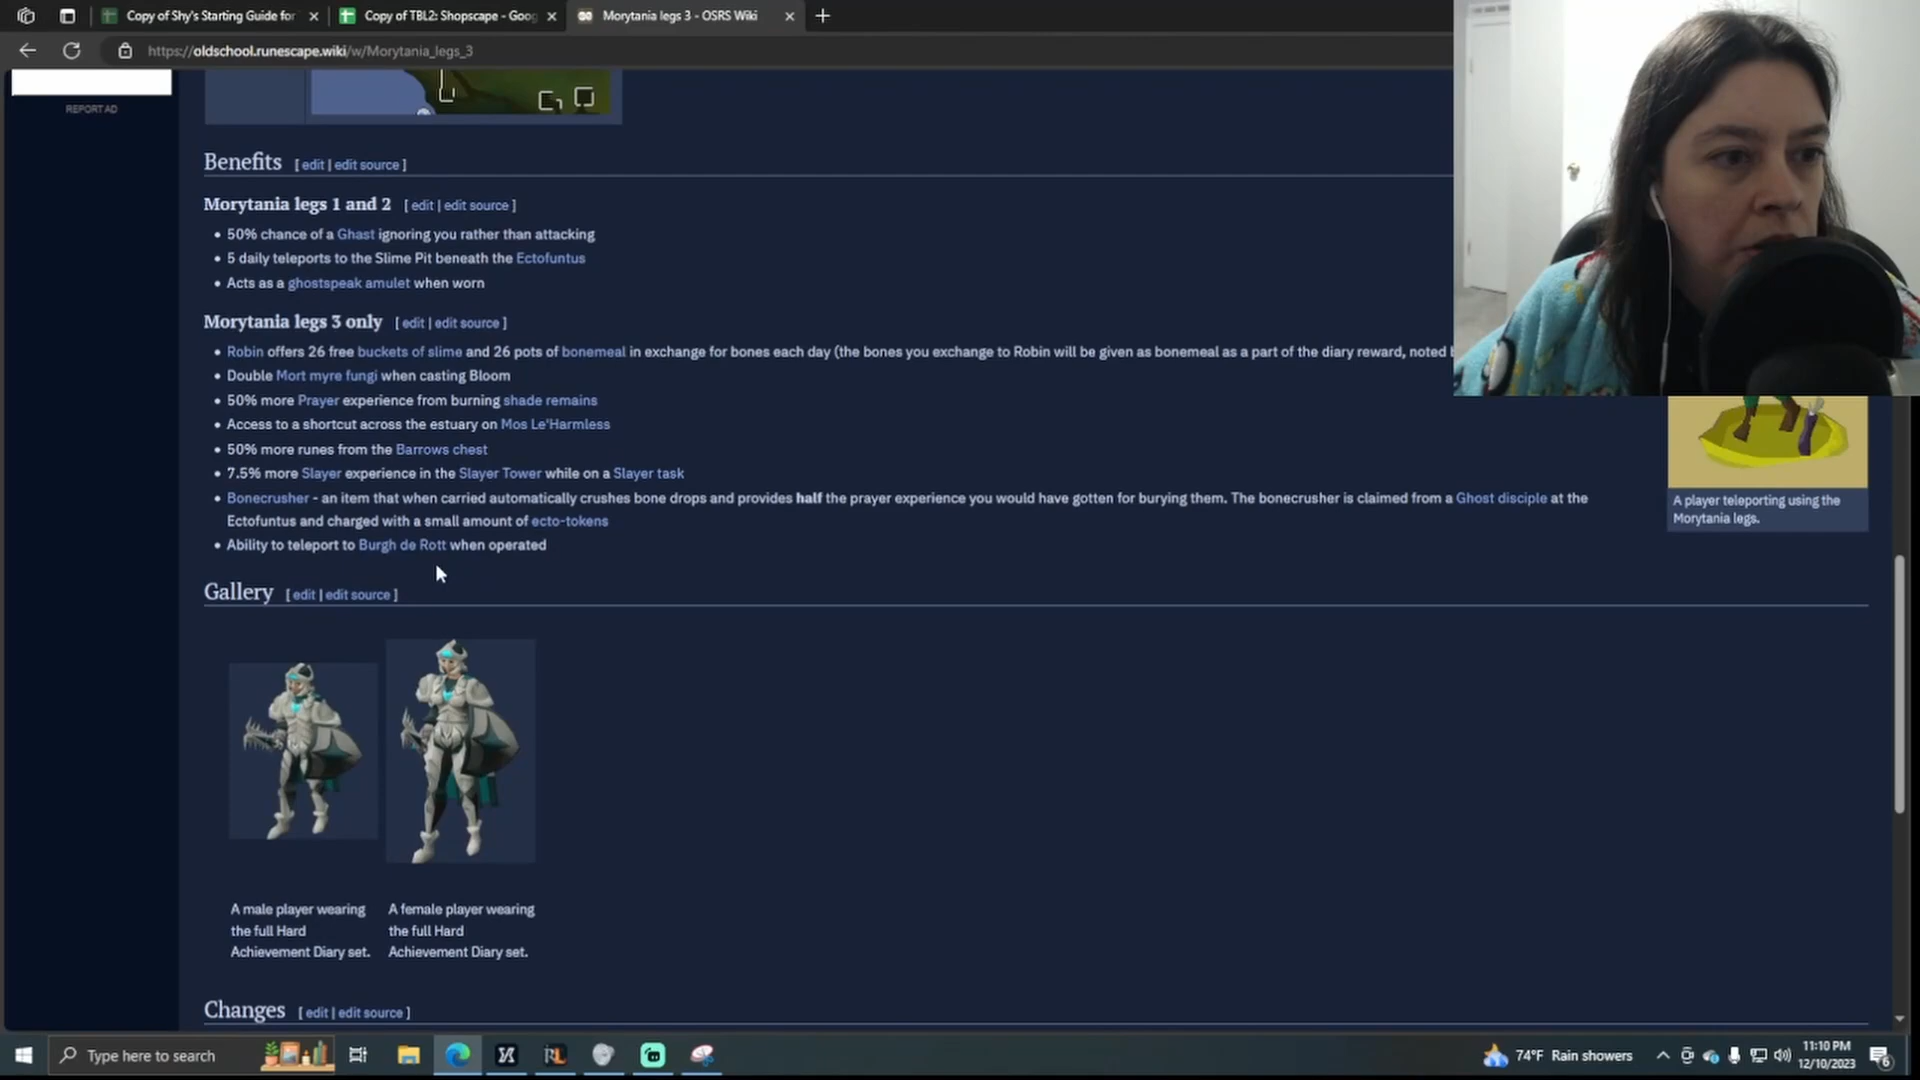 Copy of Shy's Starting Guide for
Copy of TBL2: Shopscape - Goog
Morytania legs 3 - OSRS Wiki
https://oldschool.runescape.wiki/w/Morytania_legs_3
REPORT AD
Benefits [ edit | edit source ]
Morytania legs 1 and 2 [ edit | edit source ]
• 50% chance of a Ghast ignoring you rather than attacking
• 5 daily teleports to the Slime Pit beneath the Ectofuntus
• Acts as a ghostspeak amulet when worn
Morytania legs 3 only [ edit | edit source ]
• Robin offers 26 free buckets of slime and 26 pots of bonemeal in exchange for bones each day (the bones you exchange to Robin will be given as bonemeal as a part of the diary reward, noted
• Double Mort myre fungi when casting Bloom
• 50% more Prayer experience from burning shade remains
• Access to a shortcut across the estuary on Mos Le'Harmless
• 50% more runes from the Barrows chest
• 7.5% more Slayer experience in the Slayer Tower while on a Slayer task
• Bonecrusher - an item that when carried automatically crushes bone drops and provides half the prayer experience you would have gotten for burying them. The bonecrusher is claimed from a Ghost disciple at the
Ectofuntus and charged with a small amount of ecto-tokens
• Ability to teleport to Burgh de Rott when operated
A player teleporting using the
Morytania legs.
Gallery [ edit | edit source ]
A male player wearing
the full Hard
Achievement Diary set.
A female player wearing
the full Hard
Achievement Diary set.
Changes [ edit | edit source ]
Type here to search
74°F Rain showers
11:10 PM
12/10/2023
6